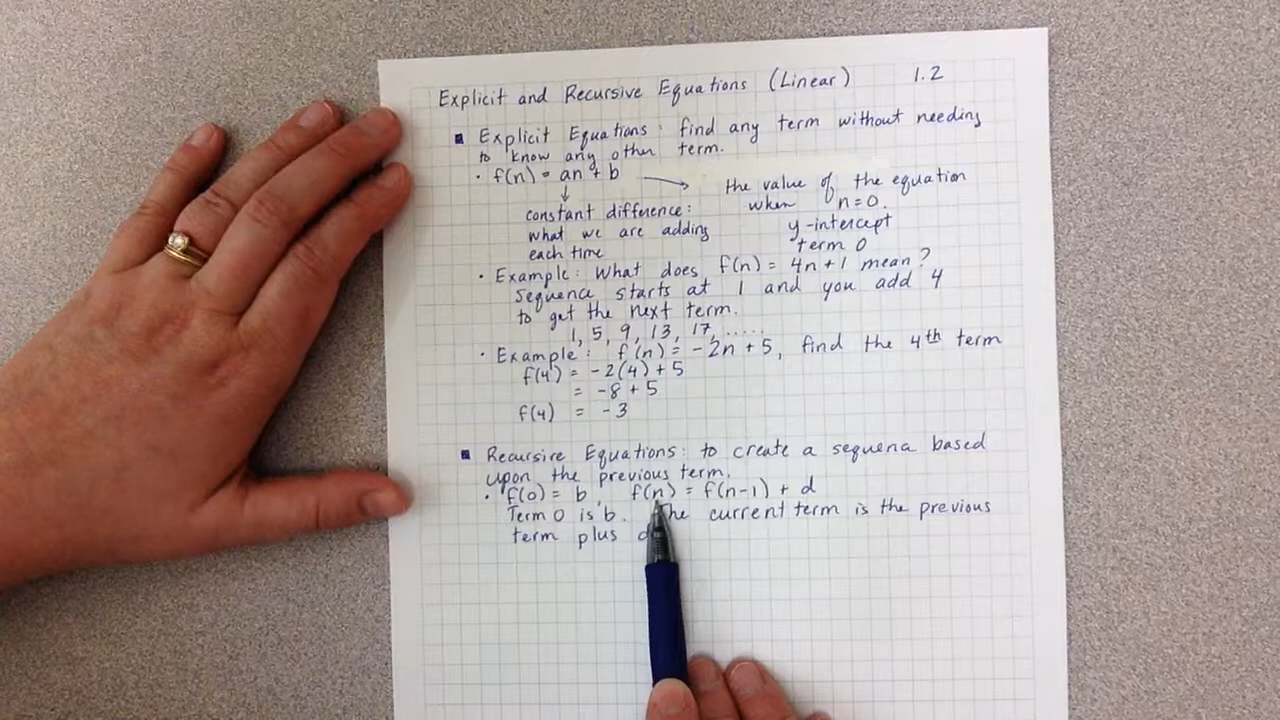 Explicit and Recursive Equations (Linear) 1.2
Explicit Equations: find any term without needing
to know any other term.
• f(n) = an + b → the value of the equation
when n=0.
↓
constant difference:
what we are adding
each time
y-intercept
term 0
• Example: What does f(n) = 4n+1 mean?
Sequence starts at 1 and you add 4
to get the next term.
1, 5, 9, 13, 17, .....
• Example: f(n) = -2n+5, find the 4th term
f(4) = -2(4)+5
= -8+5
f(4) = -3
Recursive Equations: to create a sequence based
upon the previous term.
• f(0) = b, f(n) = f(n-1) + d
Term 0 is b. The current term is the previous
term plus d